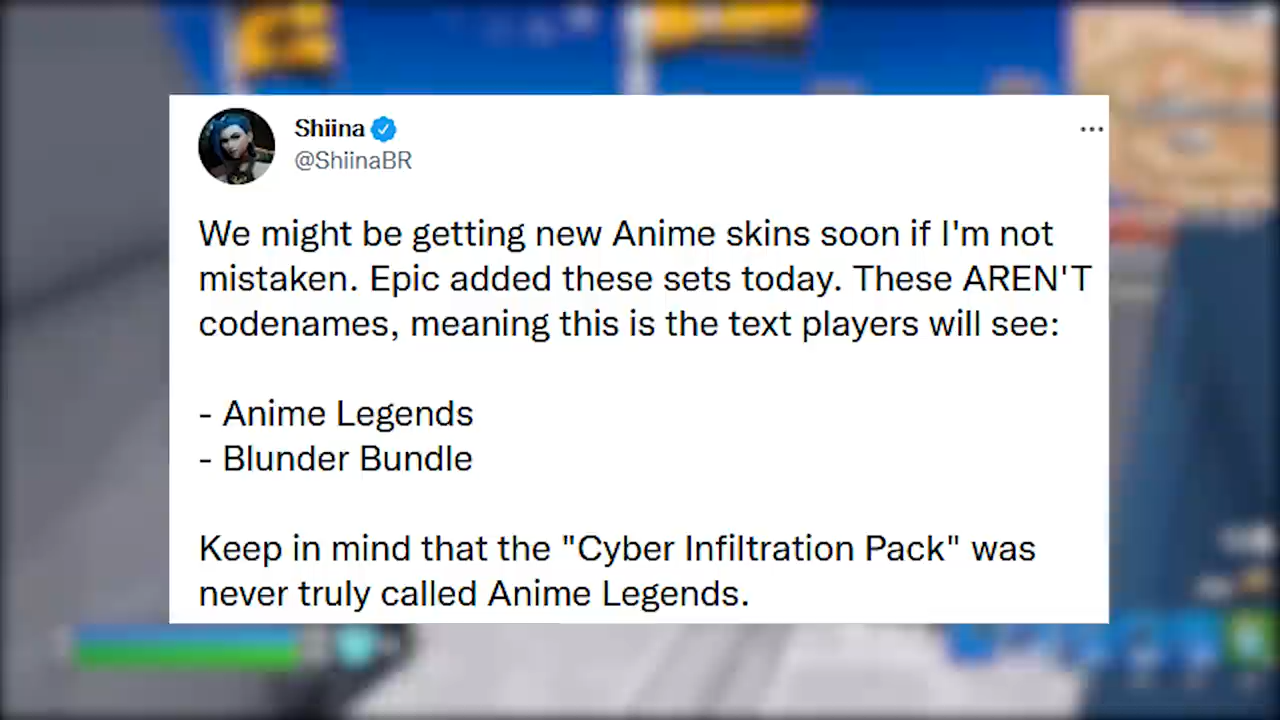 Shiina
@ShiinaBR
We might be getting new Anime skins soon if I'm not
mistaken. Epic added these sets today. These AREN'T
codenames, meaning this is the text players will see:
- Anime Legends
- Blunder Bundle
Keep in mind that the "Cyber Infiltration Pack" was
never truly called Anime Legends.